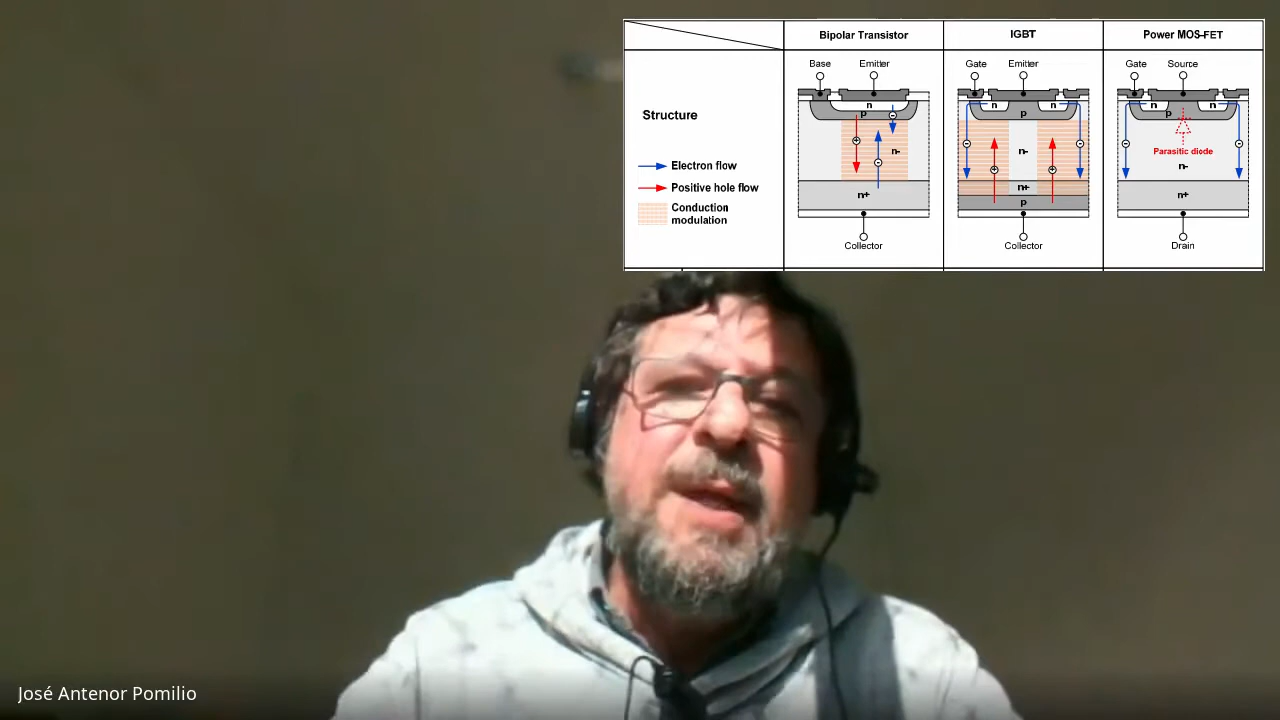 Bipolar Transistor
IGBT
Power MOS-FET
Structure
Electron flow
Positive hole flow
Conduction
modulation
Base
Emitter
n
p
n-
n+
Collector
Gate
Emitter
n
n
p
n-
n+
p
Collector
Gate
Source
n
n
p
Parasitic diode
n-
n+
Drain
José Antenor Pomilio